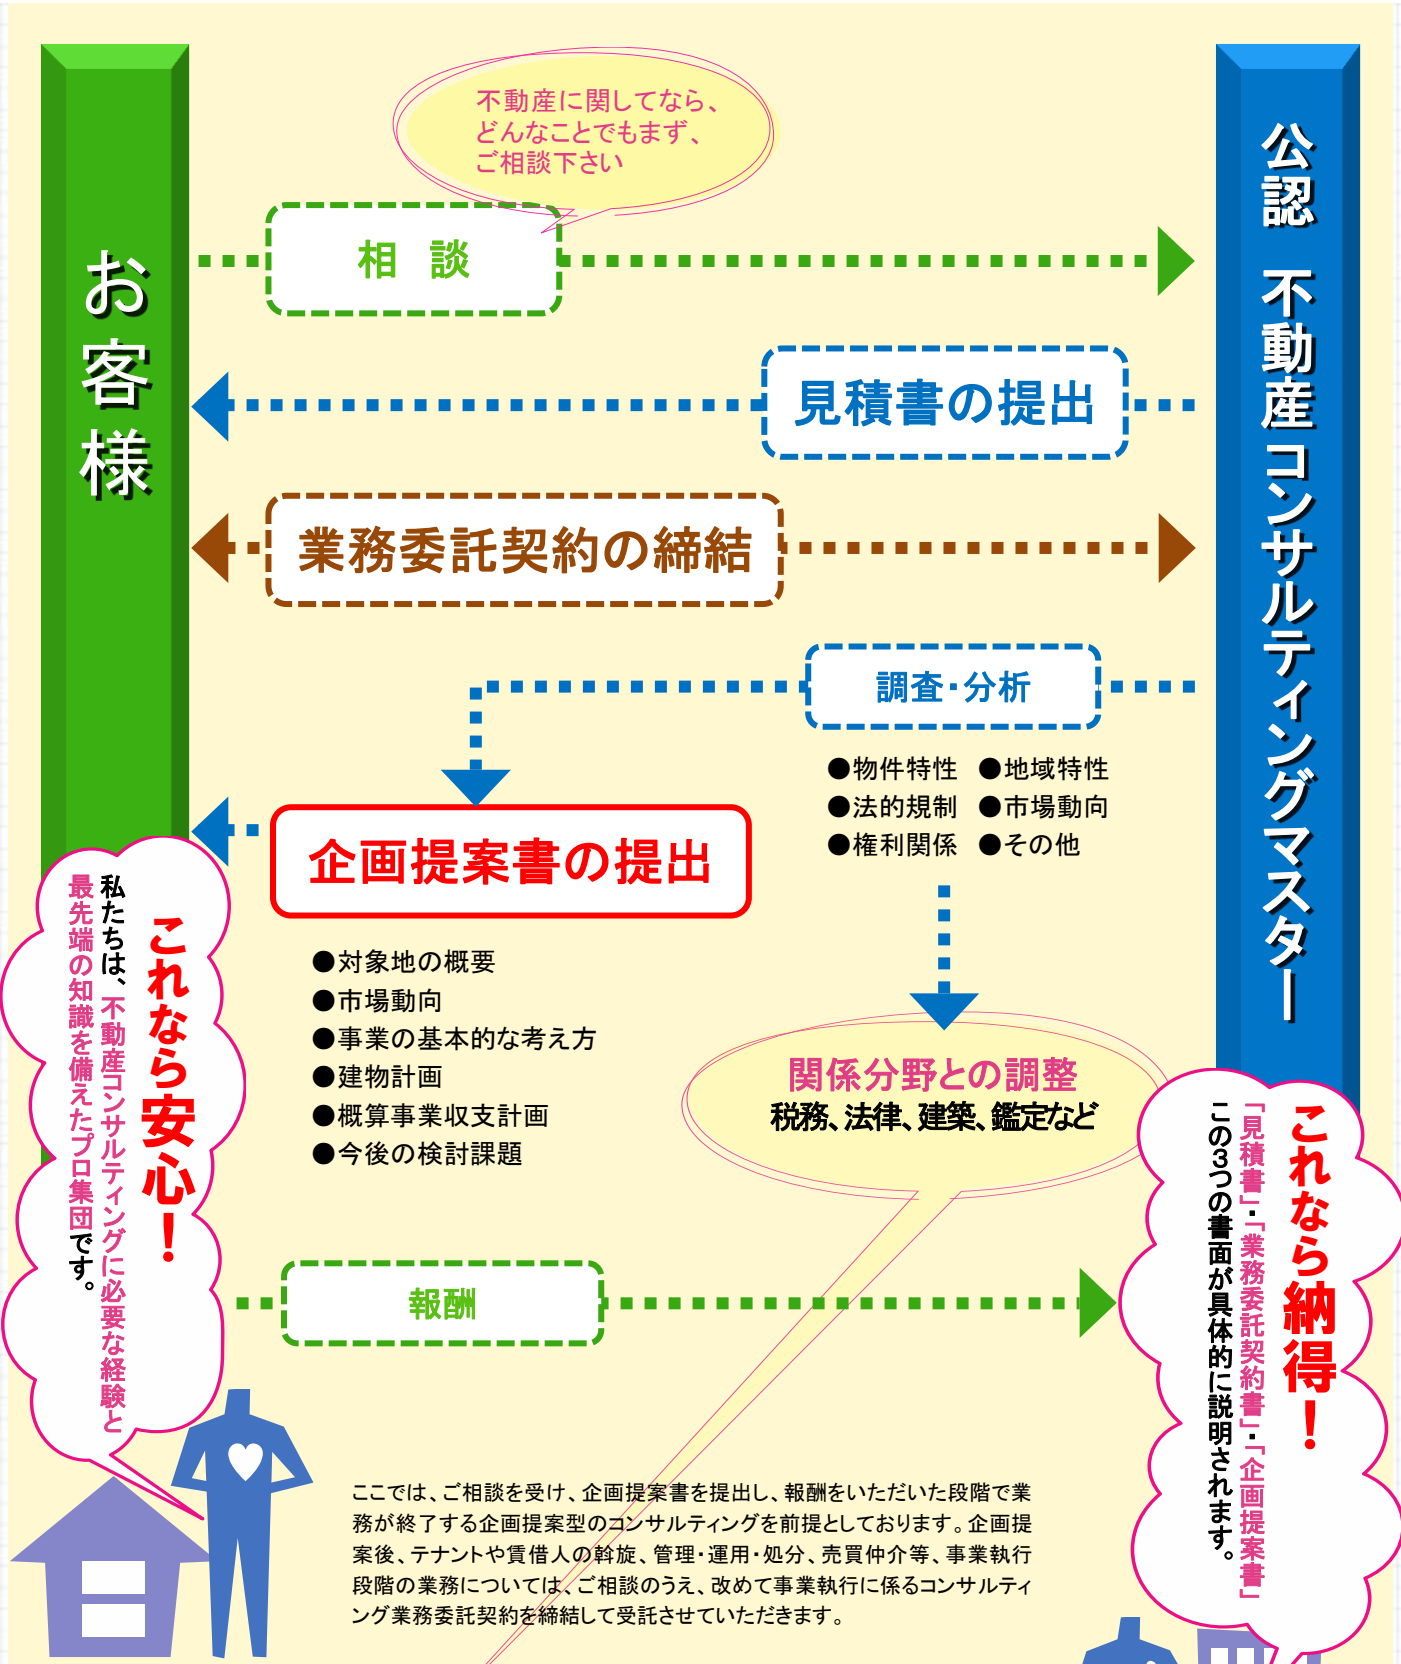 お客様
公認 不動産コンサルティングマスター
不動産に関してなら、
どんなことでもまず、
ご相談下さい
相 談
見積書の提出
業務委託契約の締結
調査・分析
●物件特性 ●地域特性
●法的規制 ●市場動向
●権利関係 ●その他
企画提案書の提出
●対象地の概要
●市場動向
●事業の基本的な考え方
●建物計画
●概算事業収支計画
●今後の検討課題
関係分野との調整
税務、法律、建築、鑑定など
これなら安心！
私たちは、不動産コンサルティングに必要な経験と
最先端の知識を備えたプロ集団です。
これなら納得！
「見積書」・「業務委託契約書」・「企画提案書」
この3つの書面が具体的に説明されます。
報酬
ここでは、ご相談を受け、企画提案書を提出し、報酬をいただいた段階で業
務が終了する企画提案型のコンサルティングを前提としております。企画提
案後、テナントや賃借人の斡旋、管理・運用・処分、売買仲介等、事業執行
段階の業務については、ご相談のうえ、改めて事業執行に係るコンサルティ
ング業務委託契約を締結して受託させていただきます。